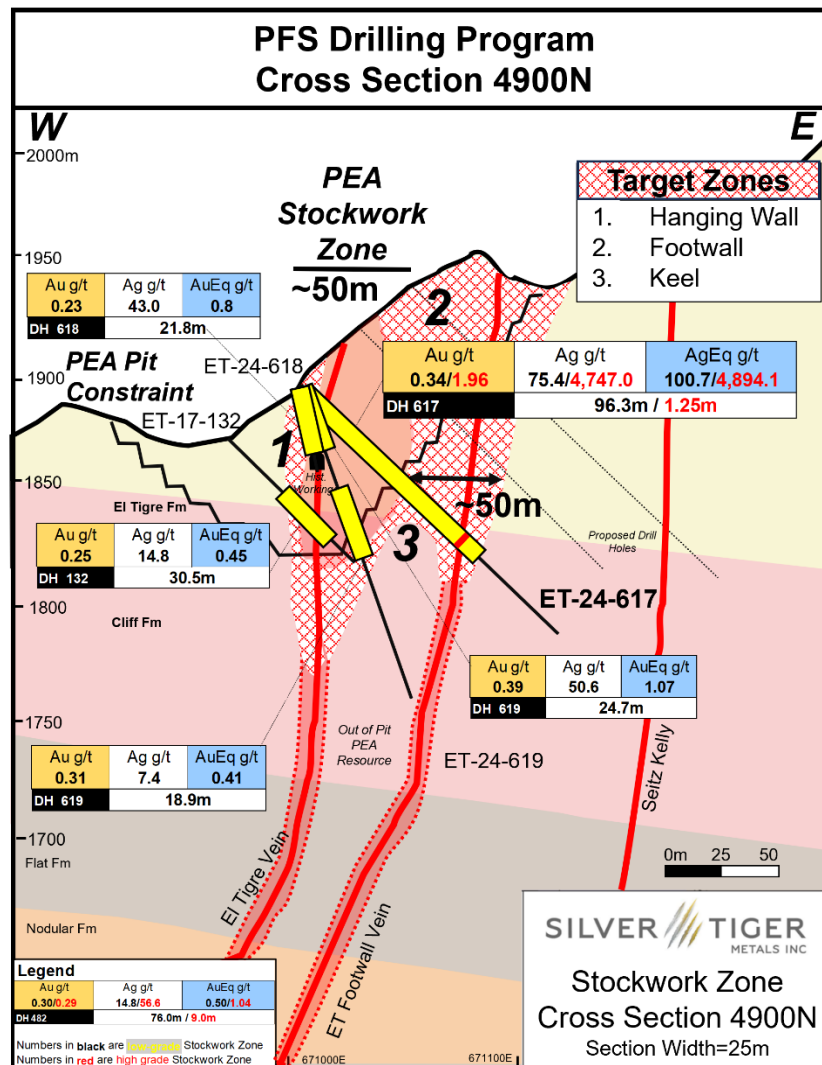 PFS Drilling Program
Cross Section 4900N
W
E
2000m
PEA
Stockwork
Zone
~50m
Target Zones
1. Hanging Wall
2. Footwall
3. Keel
1950
Au g/t Ag g/t AuEq g/t
0.23 43.0 0.8
DH 618 21.8m
2
Au g/t Ag g/t AgEq g/t
0.34/1.96 75.4/4,747.0 100.7/4,894.1
DH 617 96.3m / 1.25m
PEA Pit
Constraint
ET-24-618
1900
ET-17-132
1
Hist.
Working
1850
El Tigre Fm
~50m
3
Proposed Drill
Holes
Au g/t Ag g/t AuEq g/t
0.25 14.8 0.45
DH 132 30.5m
1800
Cliff Fm
ET-24-617
Au g/t Ag g/t AuEq g/t
0.39 50.6 1.07
DH 619 24.7m
1750
Out of Pit
PEA
Resource
ET-24-619
Au g/t Ag g/t AuEq g/t
0.31 7.4 0.41
DH 619 18.9m
Seitz Kelly
1700
Flat Fm
0m 25 50
El Tigre Vein
ET Footwall Vein
Nodular Fm
SILVER TIGER
METALS INC
Stockwork Zone
Cross Section 4900N
Section Width=25m
Legend
Au g/t Ag g/t AuEq g/t
0.30/0.29 14.8/56.6 0.50/1.04
DH 482 76.0m / 9.0m
Numbers in black are low-grade Stockwork Zone
Numbers in red are high grade Stockwork Zone
671000E
671100E